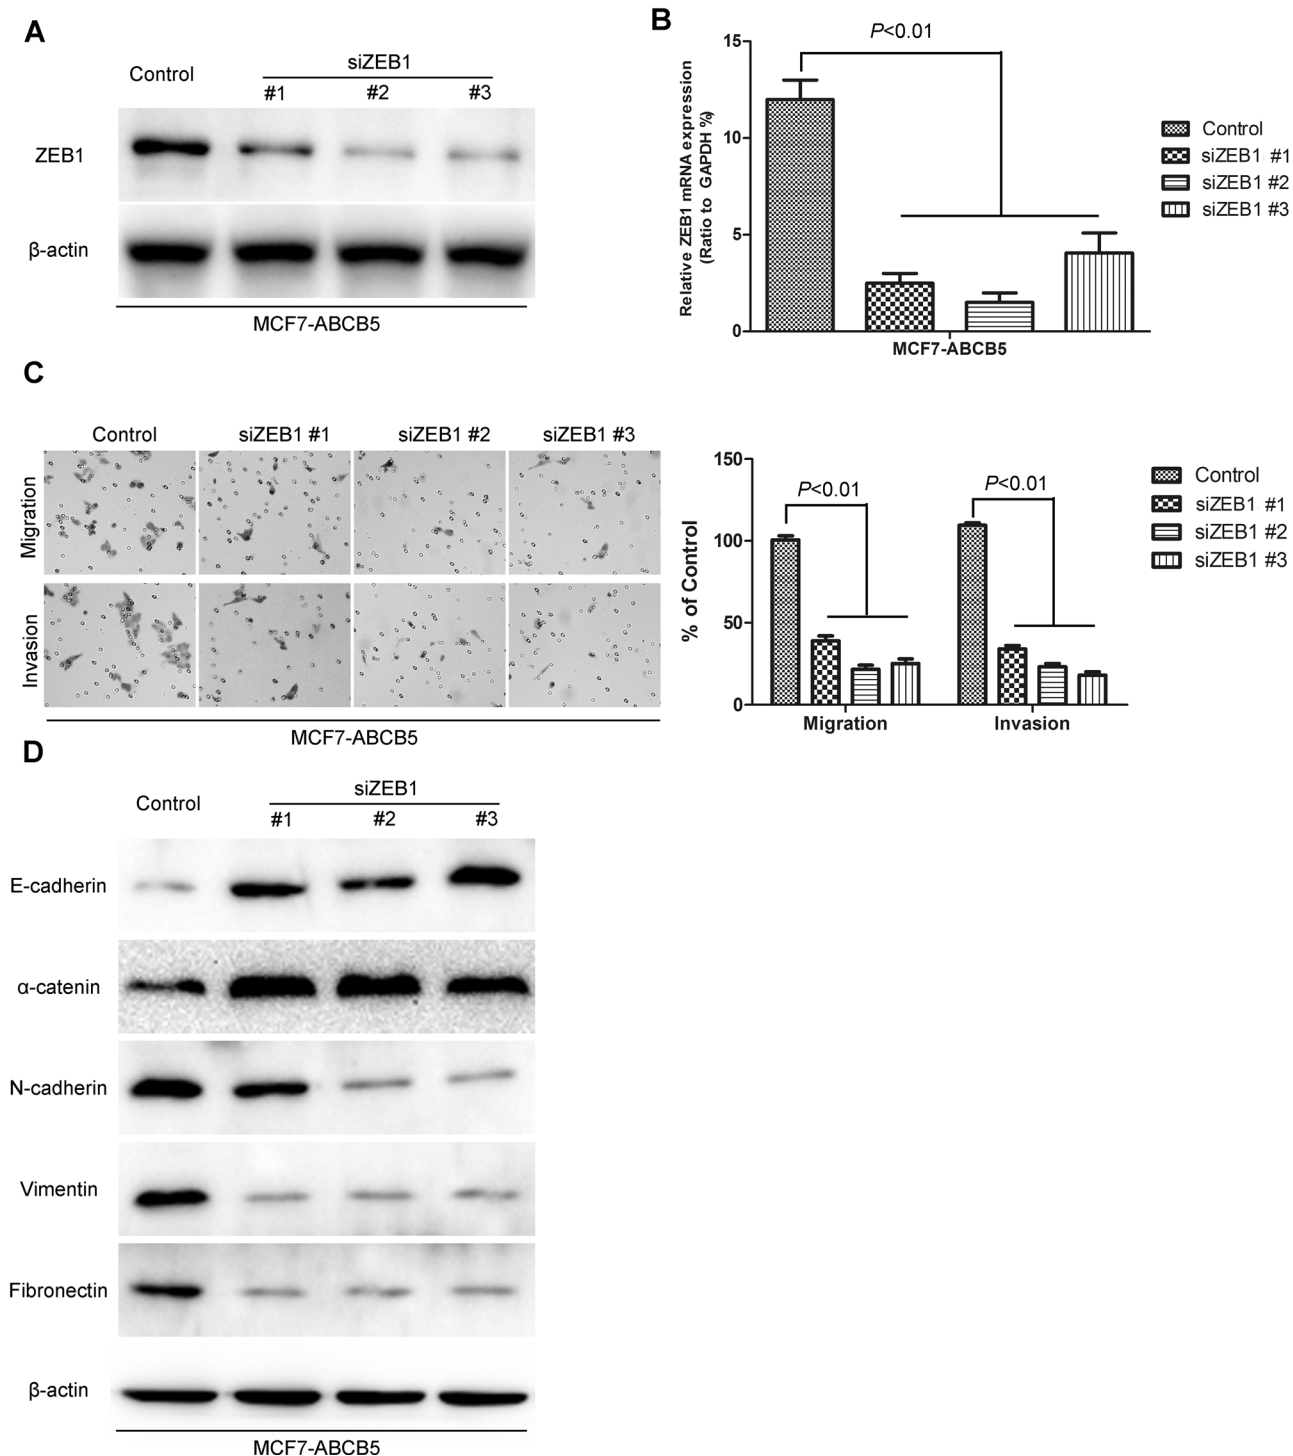 A
Control
siZEB1
#1 #2 #3
ZEB1
β-actin
MCF7-ABCB5
B
Relative ZEB1 mRNA expression
(Ratio to GAPDH %)
15
10
5
0
P<0.01
MCF7-ABCB5
Control
siZEB1 #1
siZEB1 #2
siZEB1 #3
C
Control siZEB1 #1 siZEB1 #2 siZEB1 #3
Migration
Invasion
MCF7-ABCB5
% of Control
150
100
50
0
P<0.01 P<0.01
Migration Invasion
Control
siZEB1 #1
siZEB1 #2
siZEB1 #3
D
Control
siZEB1
#1 #2 #3
E-cadherin
α-catenin
N-cadherin
Vimentin
Fibronectin
β-actin
MCF7-ABCB5